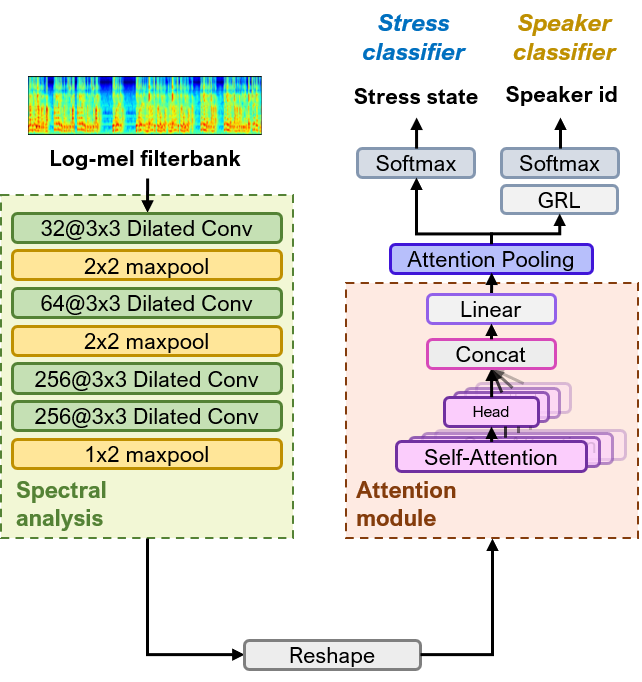 Log-mel filterbank
32@3x3 Dilated Conv
2x2 maxpool
64@3x3 Dilated Conv
2x2 maxpool
256@3x3 Dilated Conv
256@3x3 Dilated Conv
1x2 maxpool
Spectral
analysis
Reshape
Stress
classifier
Speaker
classifier
Stress state
Speaker id
Softmax
Softmax
GRL
Attention Pooling
Linear
Concat
Head
Self-Attention
Attention
module